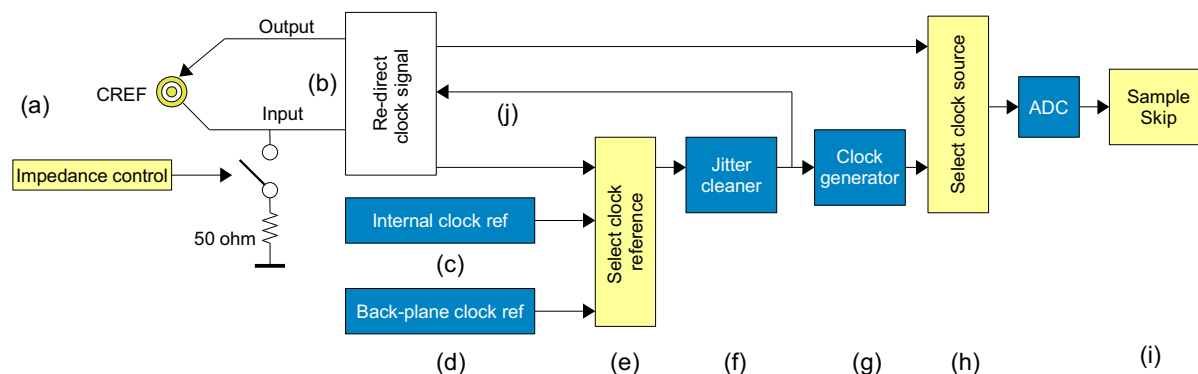 Output
(a)
CREF
(b)
Input
Re-direct
clock signal
(j)
Impedance control
50 ohm
Internal clock ref
(c)
Back-plane clock ref
(d)
Select clock
reference
(e)
Jitter
cleaner
(f)
Clock
generator
(g)
Select clock source
(h)
ADC
Sample
Skip
(i)